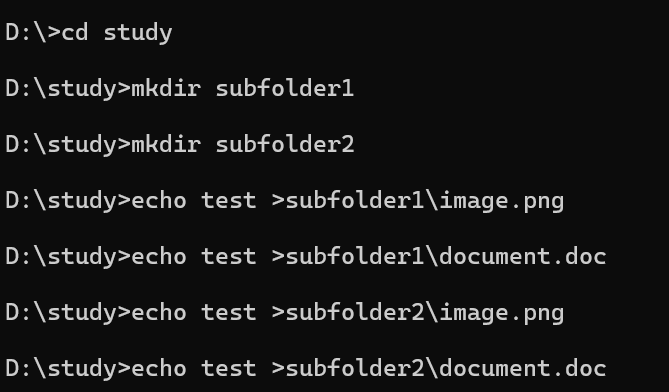 D:\>cd study
D:\study>mkdir subfolder1
D:\study>mkdir subfolder2
D:\study>echo test >subfolder1\image.png
D:\study>echo test >subfolder1\document.doc
D:\study>echo test >subfolder2\image.png
D:\study>echo test >subfolder2\document.doc